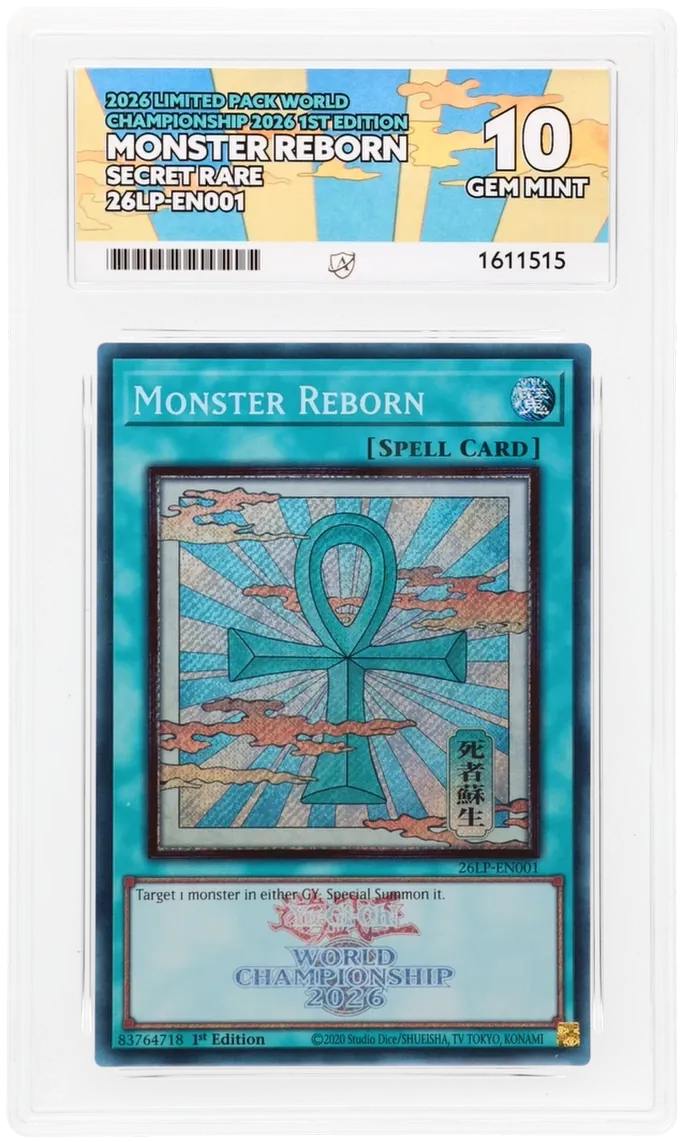 2026 LIMITED PACK WORLD
CHAMPIONSHIP 2026 1ST EDITION
MONSTER REBORN
SECRET RARE
26LP-EN001
10
GEM MINT
1611515
MONSTER REBORN
[SPELL CARD]
死者蘇生
26LP-EN001
Target 1 monster in either GY; Special Summon it.
Yu-Gi-Oh!
WORLD
CHAMPIONSHIP
2026
83764718 1st Edition
©2020 Studio Dice/SHUEISHA, TV TOKYO, KONAMI